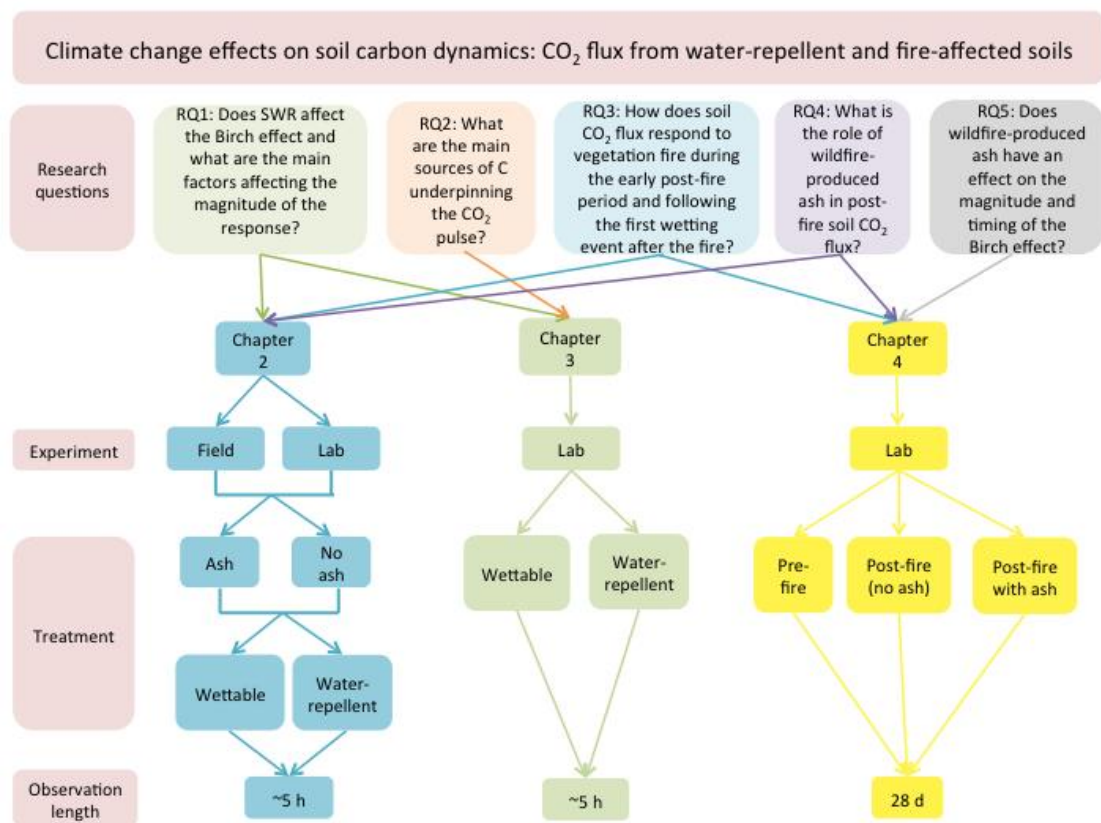 Climate change effects on soil carbon dynamics: CO₂ flux from water-repellent and fire-affected soils
Research
questions
RQ1: Does SWR affect
the Birch effect and
what are the main
factors affecting the
magnitude of the
response?
RQ2: What
are the main
sources of C
underpinning
the CO₂
pulse?
RQ3: How does soil
CO₂ flux respond to
vegetation fire during
the early post-fire
period and following
the first wetting
event after the fire?
RQ4: What is
the role of
wildfire-
produced
ash in post-
fire soil CO₂
flux?
RQ5: Does
wildfire-produced
ash have an
effect on the
magnitude and
timing of the
Birch effect?
Chapter
2
Chapter
3
Chapter
4
Experiment
Field
Lab
Lab
Lab
Treatment
Ash
No
ash
Wettable
Water-
repellent
Wettable
Water-
repellent
Pre-
fire
Post-fire
(no ash)
Post-fire
with ash
Observation
length
~5 h
~5 h
28 d